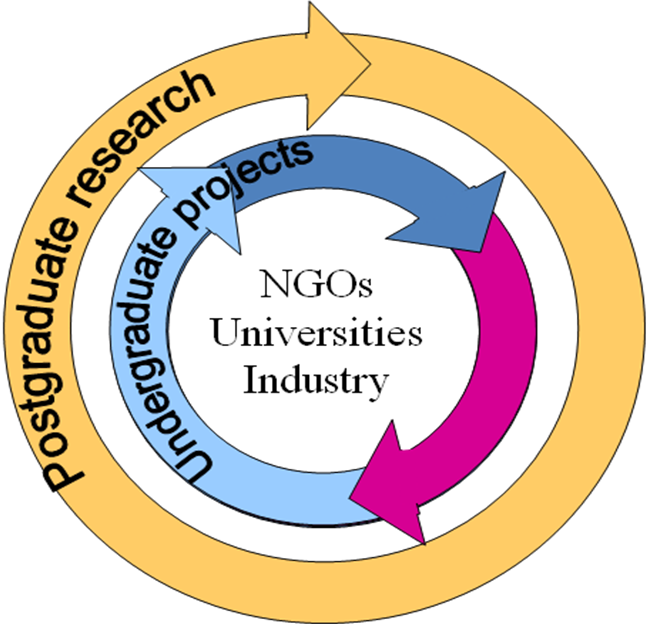 Postgraduate research
Undergraduate projects
NGOs
Universities
Industry